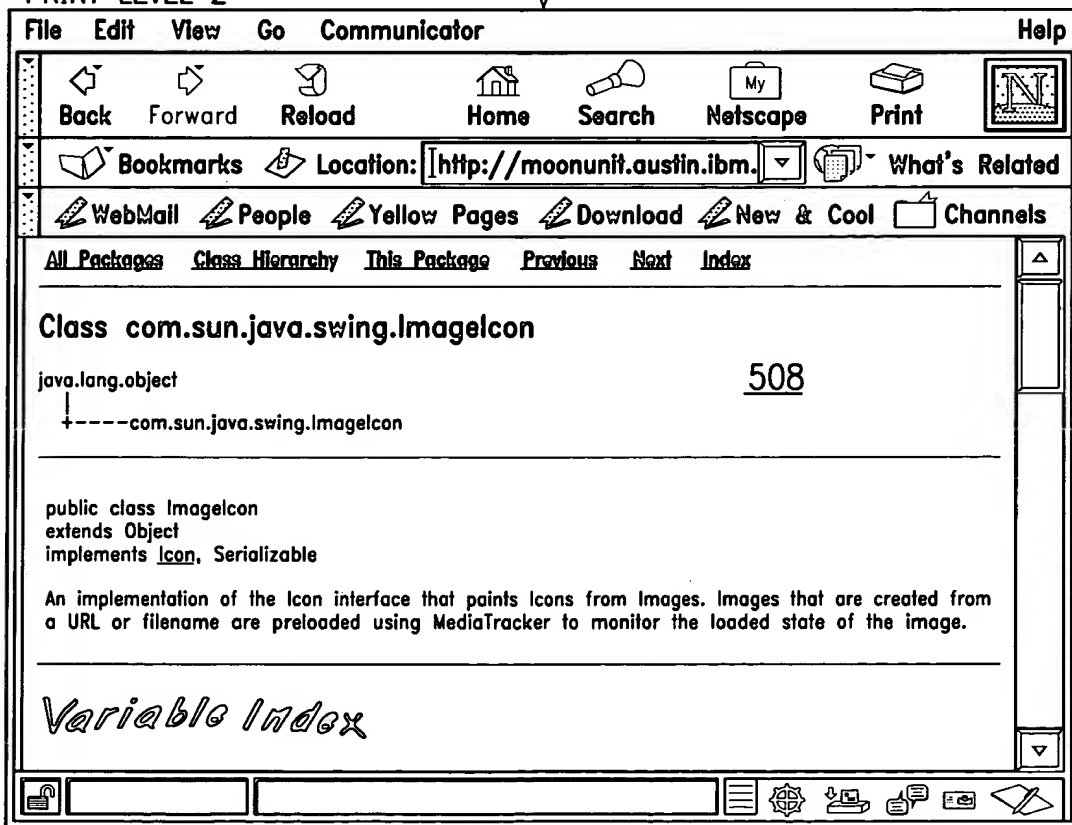 PRINT LEVEL 2
File Edit View Go Communicator Help
Back Forward Reload Home Search My Netscape Print N
Bookmarks Location: http://moonunit.austin.ibm. What's Related
WebMail People Yellow Pages Download New & Cool Channels
All Packages Class Hierarchy This Package Previous Next Index
Class com.sun.java.swing.ImageIcon
java.lang.object
508
+----com.sun.java.swing.ImageIcon
public class ImageIcon
extends Object
implements Icon, Serializable
An implementation of the Icon interface that paints Icons from Images. Images that are created from
a URL or filename are preloaded using MediaTracker to monitor the loaded state of the image.
Variable Index